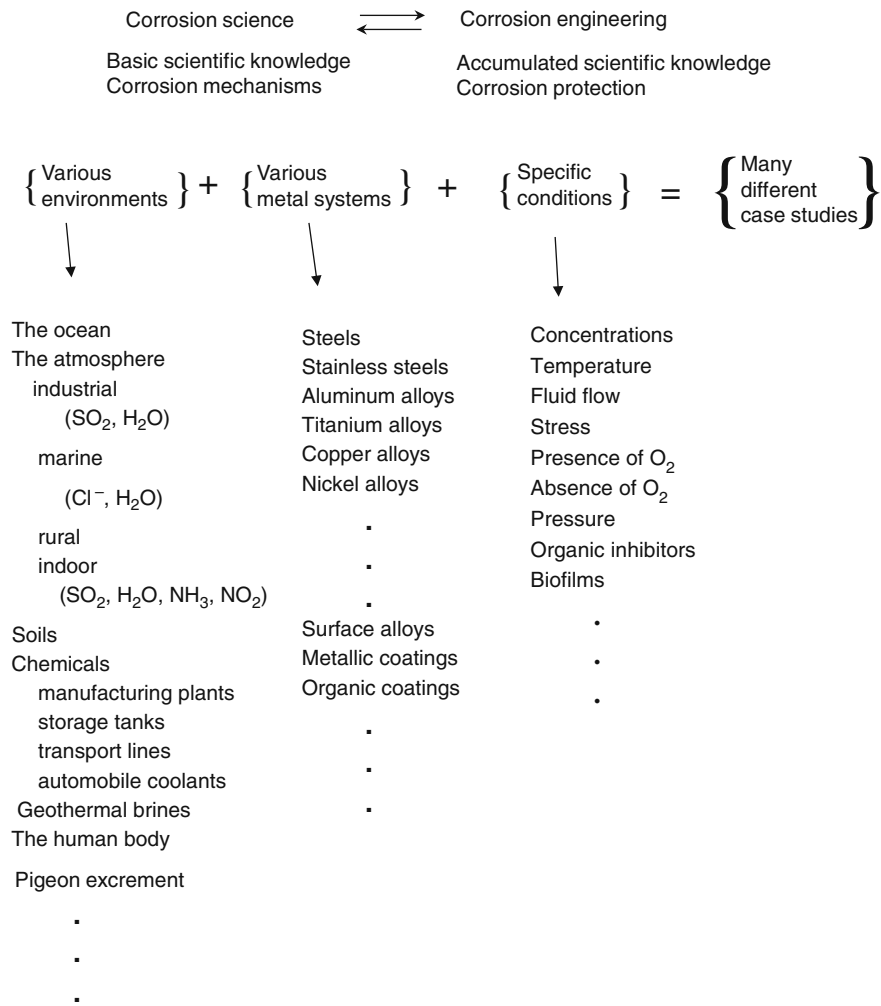 Corrosion science ⇄ Corrosion engineering
Basic scientific knowledge
Corrosion mechanisms
Accumulated scientific knowledge
Corrosion protection
{Various environments} + {Various metal systems} + {Specific conditions} = {Many different case studies}
The ocean
The atmosphere
industrial
(SO₂, H₂O)
marine
(Cl⁻, H₂O)
rural
indoor
(SO₂, H₂O, NH₃, NO₂)
Soils
Chemicals
manufacturing plants
storage tanks
transport lines
automobile coolants
Geothermal brines
The human body
Pigeon excrement
.
.
.
Steels
Stainless steels
Aluminum alloys
Titanium alloys
Copper alloys
Nickel alloys
.
.
.
Surface alloys
Metallic coatings
Organic coatings
.
.
.
Concentrations
Temperature
Fluid flow
Stress
Presence of O₂
Absence of O₂
Pressure
Organic inhibitors
Biofilms
.
.
.